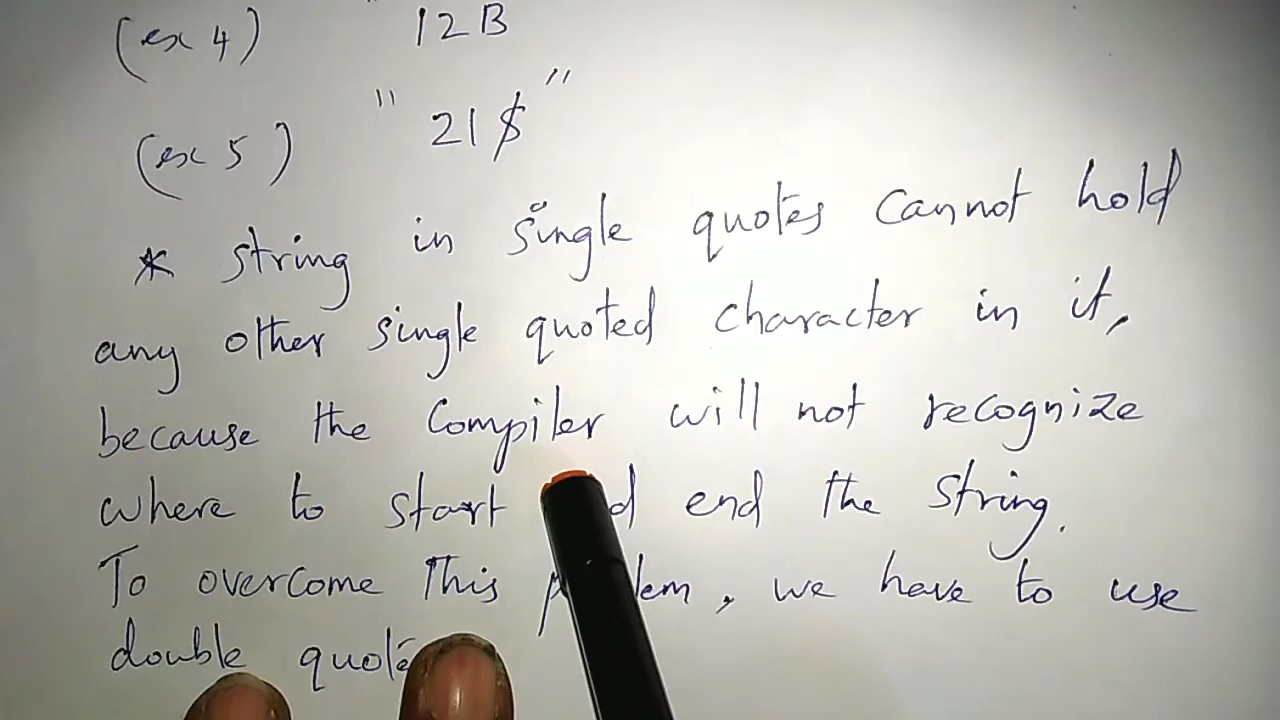 (ex 4) " 12B
(ex 5) " 21$ "
* string in single quotes cannot hold
any other single quoted character in it,
because the compiler will not recognize
where to start end the string.
To overcome This , we have to use
double